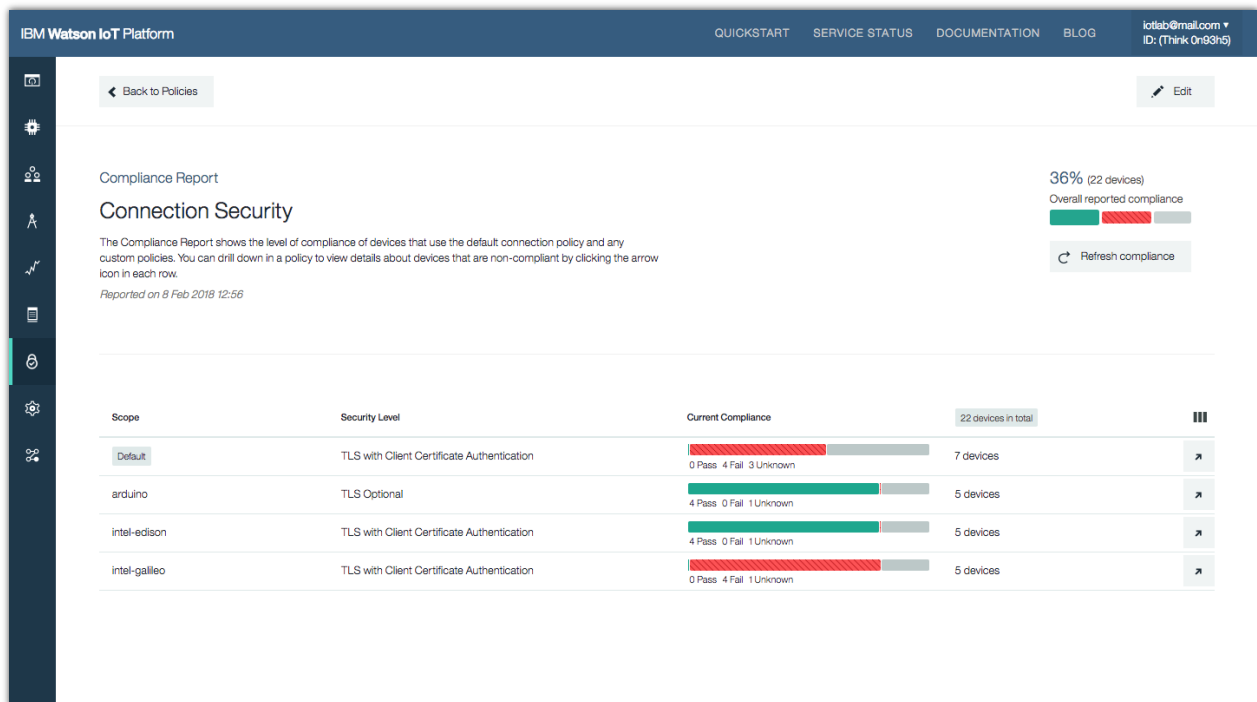 IBM Watson IoT Platform
QUICKSTART SERVICE STATUS DOCUMENTATION BLOG
iotlab@mail.com ▾
ID: (Think 0n93h5)
Back to Policies
Edit
Compliance Report
Connection Security
The Compliance Report shows the level of compliance of devices that use the default connection policy and any
custom policies. You can drill down in a policy to view details about devices that are non-compliant by clicking the arrow
icon in each row.
Reported on 8 Feb 2018 12:56
36% (22 devices)
Overall reported compliance
Refresh compliance
Scope Security Level Current Compliance 22 devices in total
Default TLS with Client Certificate Authentication 7 devices
0 Pass 4 Fail 3 Unknown
arduino TLS Optional 5 devices
4 Pass 0 Fail 1 Unknown
intel-edison TLS with Client Certificate Authentication 5 devices
4 Pass 0 Fail 1 Unknown
intel-galileo TLS with Client Certificate Authentication 5 devices
0 Pass 4 Fail 1 Unknown